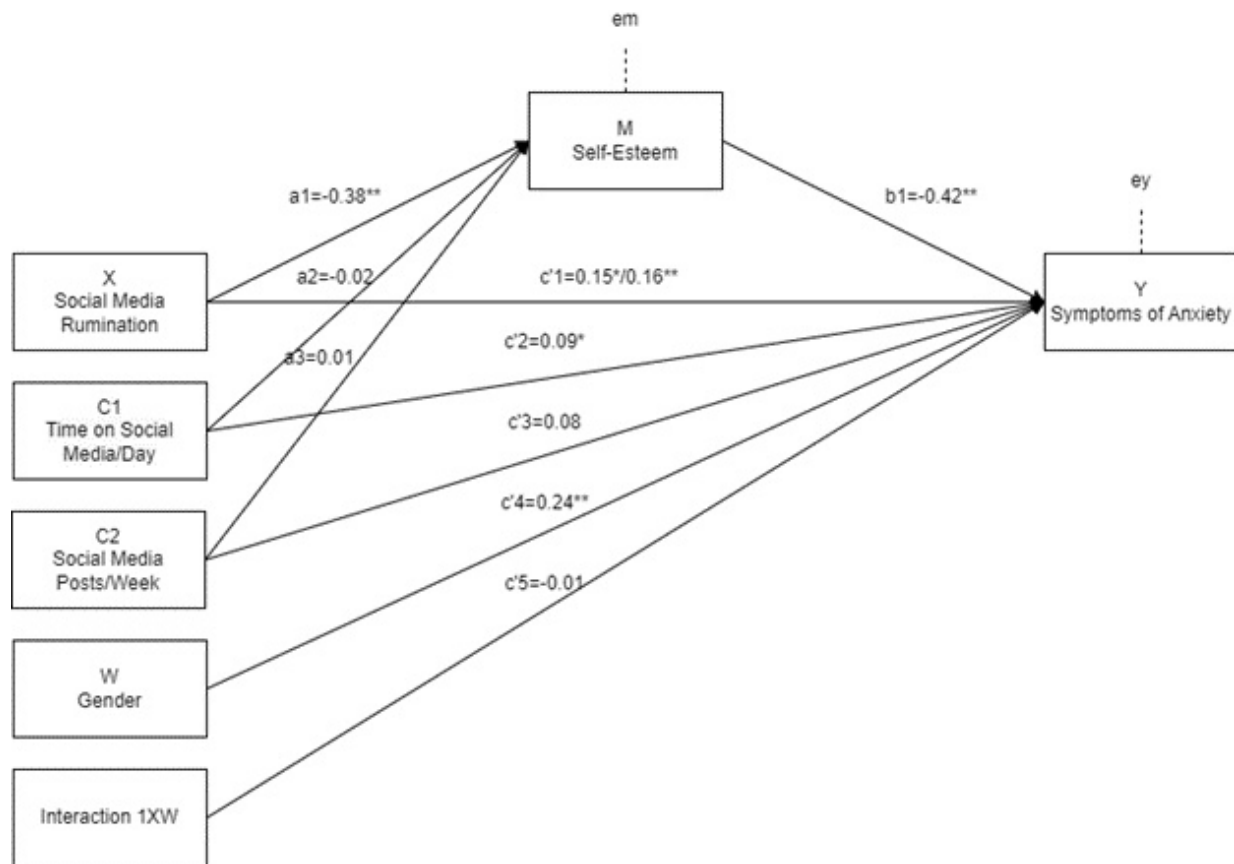 em
M
Self-Esteem
a1=-0.38**
b1=-0.42**
ey
X
Social Media
Rumination
a2=-0.02
c'1=0.15*/0.16**
Y
Symptoms of Anxiety
a3=0.01
c'2=0.09*
C1
Time on Social
Media/Day
c'3=0.08
C2
Social Media
Posts/Week
c'4=0.24**
c'5=-0.01
W
Gender
Interaction 1XW